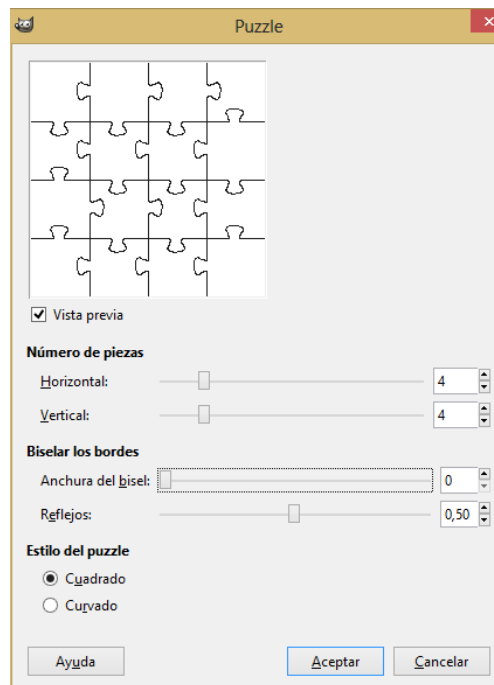 Puzzle
Vista previa
Número de piezas
Horizontal: 4
Vertical: 4
Biselar los bordes
Anchura del bisel: 0
Reflejos: 0,50
Estilo del puzzle
Cuadrado
Curvado
Ayuda Aceptar Cancelar